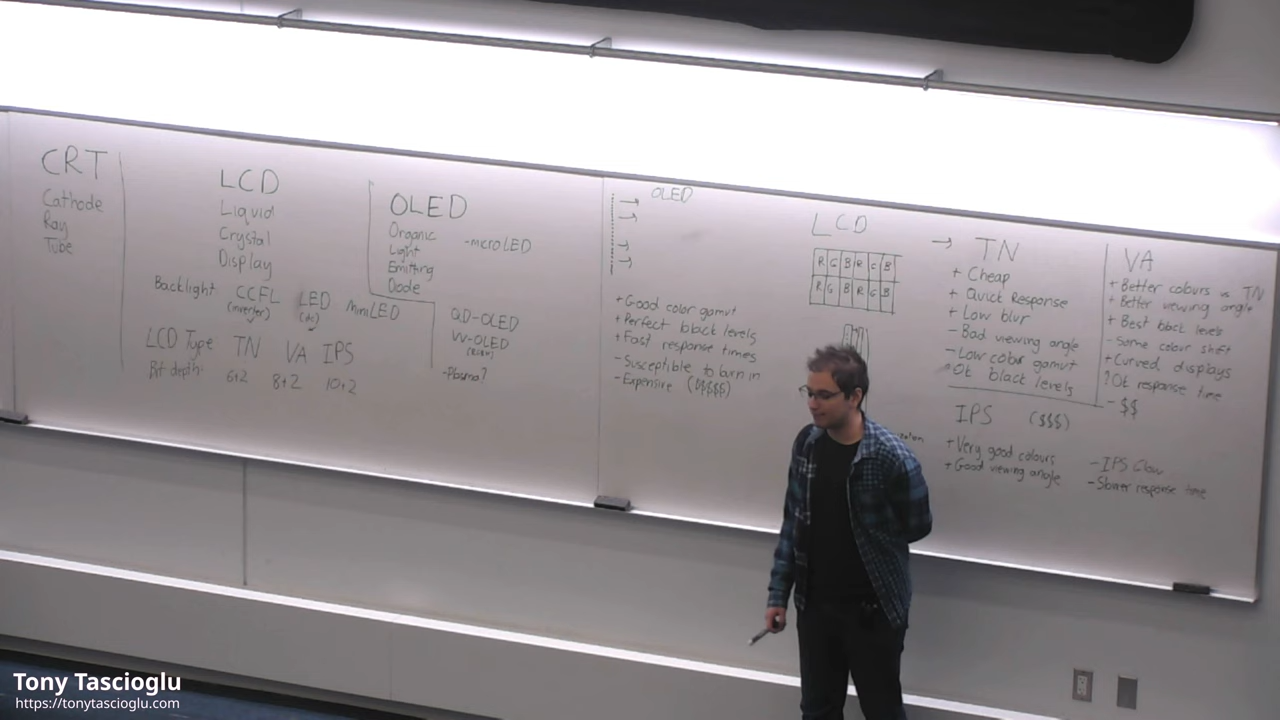 CRT
Cathode
Ray
Tube
LCD
Liquid
Crystal
Display
Backlight CCFL LED miniLED
(inverter) (dc)
LCD Type TN VA IPS
Bit depth: 6+2 8+2 10+2
OLED
Organic -microLED
Light
Emitting
Diode
QD-OLED
W-OLED
-Plasma?
OLED
+Good color gamut
+Perfect black levels
+Fast response times
-Susceptible to burn in
-Expensive ($$$$$)
LCD
R G B R G B
R G B R G B
→ TN
+ Cheap
+ Quick Response
+ Low blur
- Bad viewing angle
- Low colour gamut
°Ok black levels
VA
+Better colours vs TN
+Better viewing angle
+Best black levels
-Some colour shift
+Curved displays
?Ok response time
-$$
IPS ($$$)
+Very good colours
+Good viewing angle
-IPS Glow
-Slower response time
Tony Tascioglu
https://tonytascioglu.com